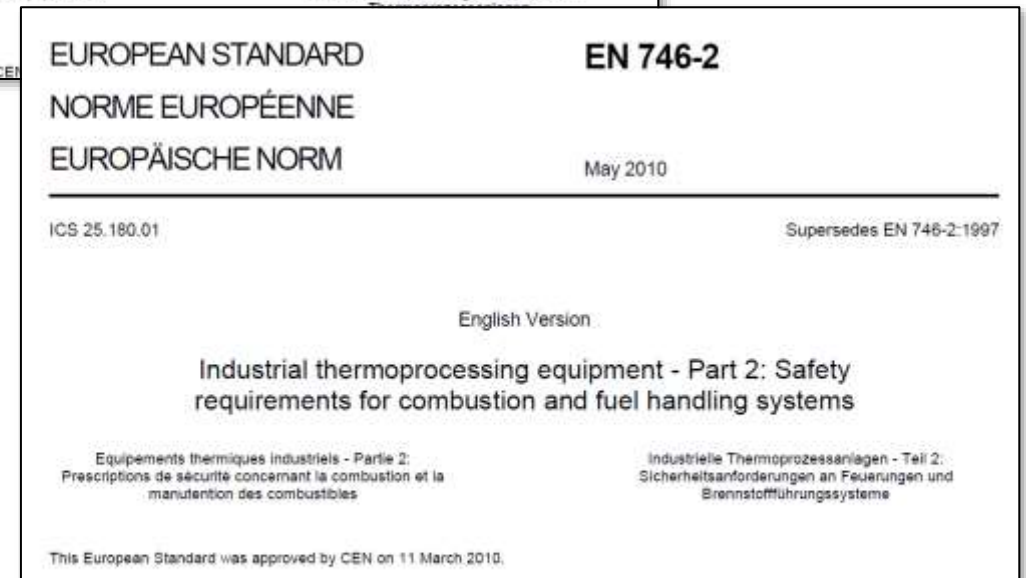 Thermoprozessanlagen
CEN
EUROPEAN STANDARD
EN 746-2
NORME EUROPÉENNE
EUROPÄISCHE NORM
May 2010
ICS 25.180.01
Supersedes EN 746-2:1997
English Version
Industrial thermoprocessing equipment - Part 2: Safety
requirements for combustion and fuel handling systems
Equipements thermiques industriels - Partie 2:
Prescriptions de sécurité concernant la combustion et la
manutention des combustibles
Industrielle Thermoprozessanlagen - Teil 2:
Sicherheitsanforderungen an Feuerungen und
Brennstoffführungssysteme
This European Standard was approved by CEN on 11 March 2010.